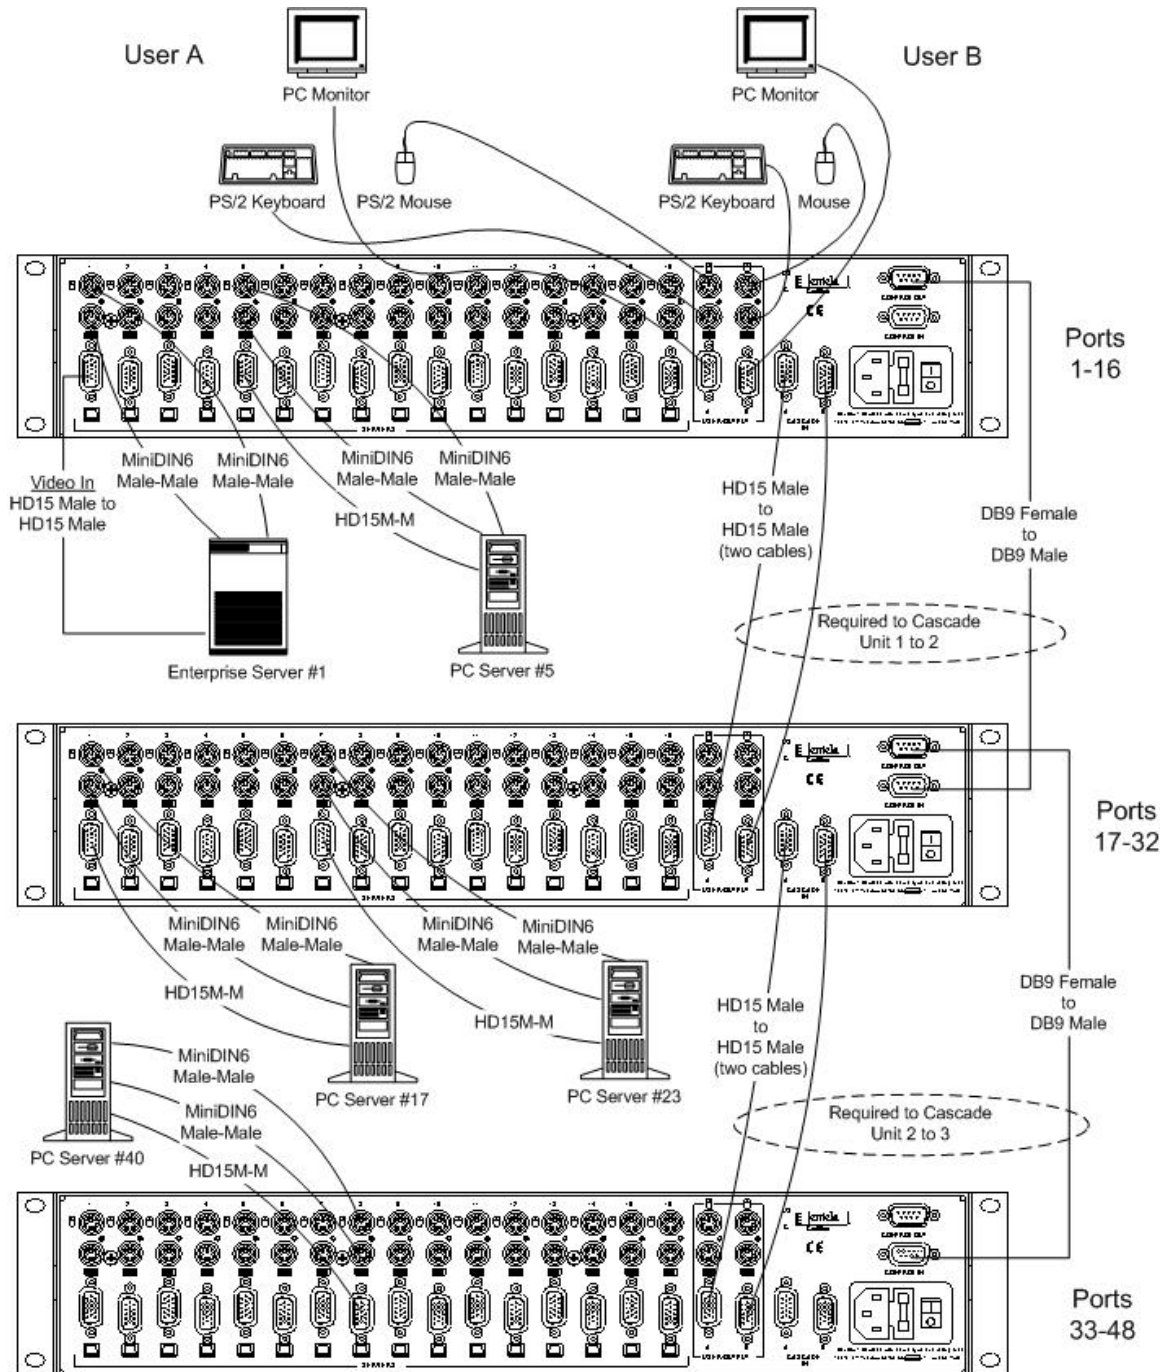 User A
User B
PC Monitor
PC Monitor
PS/2 Keyboard
PS/2 Mouse
PS/2 Keyboard
Mouse
CE
Ports
1-16
MiniDIN6
Male-Male
MiniDIN6
Male-Male
MiniDIN6
Male-Male
MiniDIN6
Male-Male
Video In
HD15 Male to
HD15 Male
HD15M-M
HD15 Male
to
HD15 Male
(two cables)
DB9 Female
to
DB9 Male
Required to Cascade
Unit 1 to 2
Enterprise Server #1
PC Server #5
CE
Ports
17-32
MiniDIN6
Male-Male
MiniDIN6
Male-Male
MiniDIN6
Male-Male
MiniDIN6
Male-Male
HD15M-M
HD15M-M
HD15 Male
to
HD15 Male
(two cables)
DB9 Female
to
DB9 Male
PC Server #17
PC Server #23
MiniDIN6
Male-Male
MiniDIN6
Male-Male
HD15M-M
PC Server #40
Required to Cascade
Unit 2 to 3
CE
Ports
33-48